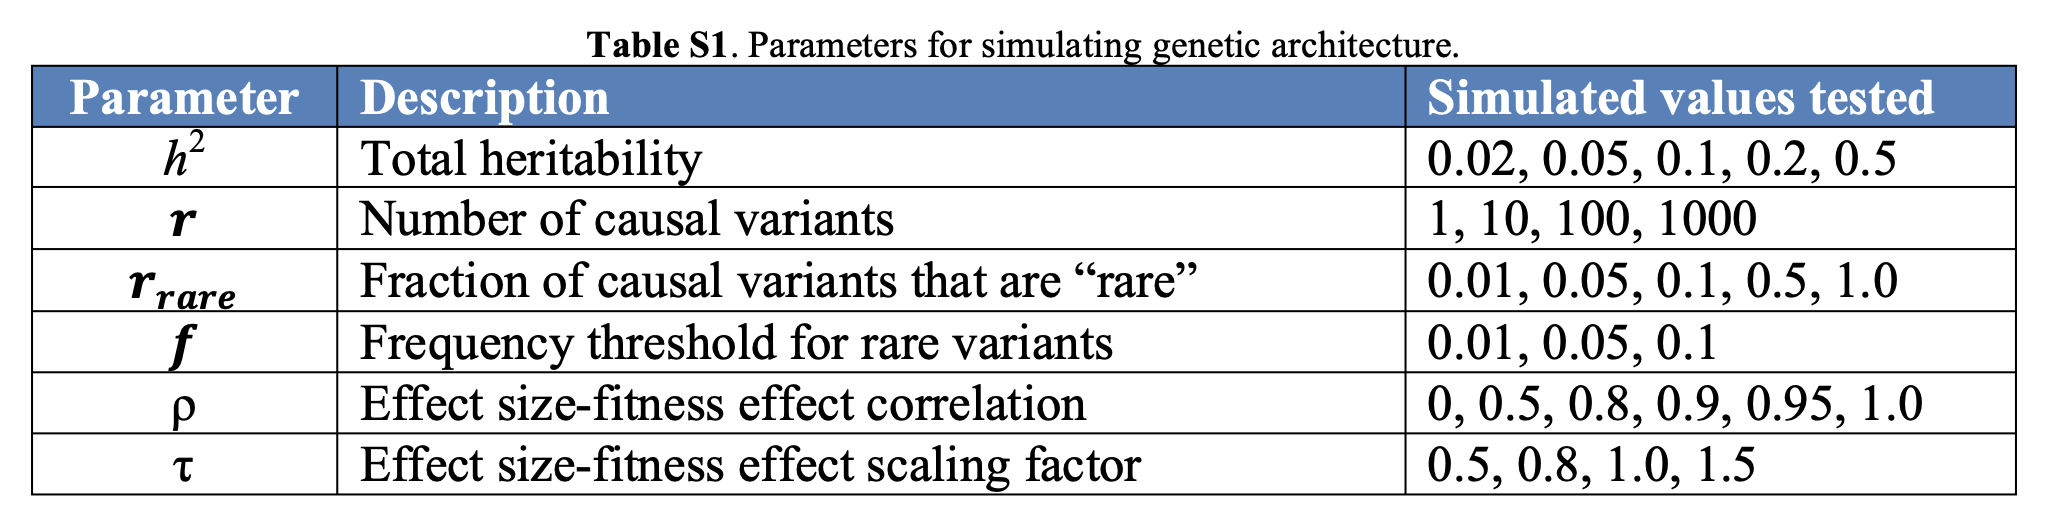 Table S1. Parameters for simulating genetic architecture.
Parameter Description Simulated values tested
h² Total heritability 0.02, 0.05, 0.1, 0.2, 0.5
r Number of causal variants 1, 10, 100, 1000
r_rare Fraction of causal variants that are “rare” 0.01, 0.05, 0.1, 0.5, 1.0
f Frequency threshold for rare variants 0.01, 0.05, 0.1
ρ Effect size-fitness effect correlation 0, 0.5, 0.8, 0.9, 0.95, 1.0
τ Effect size-fitness effect scaling factor 0.5, 0.8, 1.0, 1.5